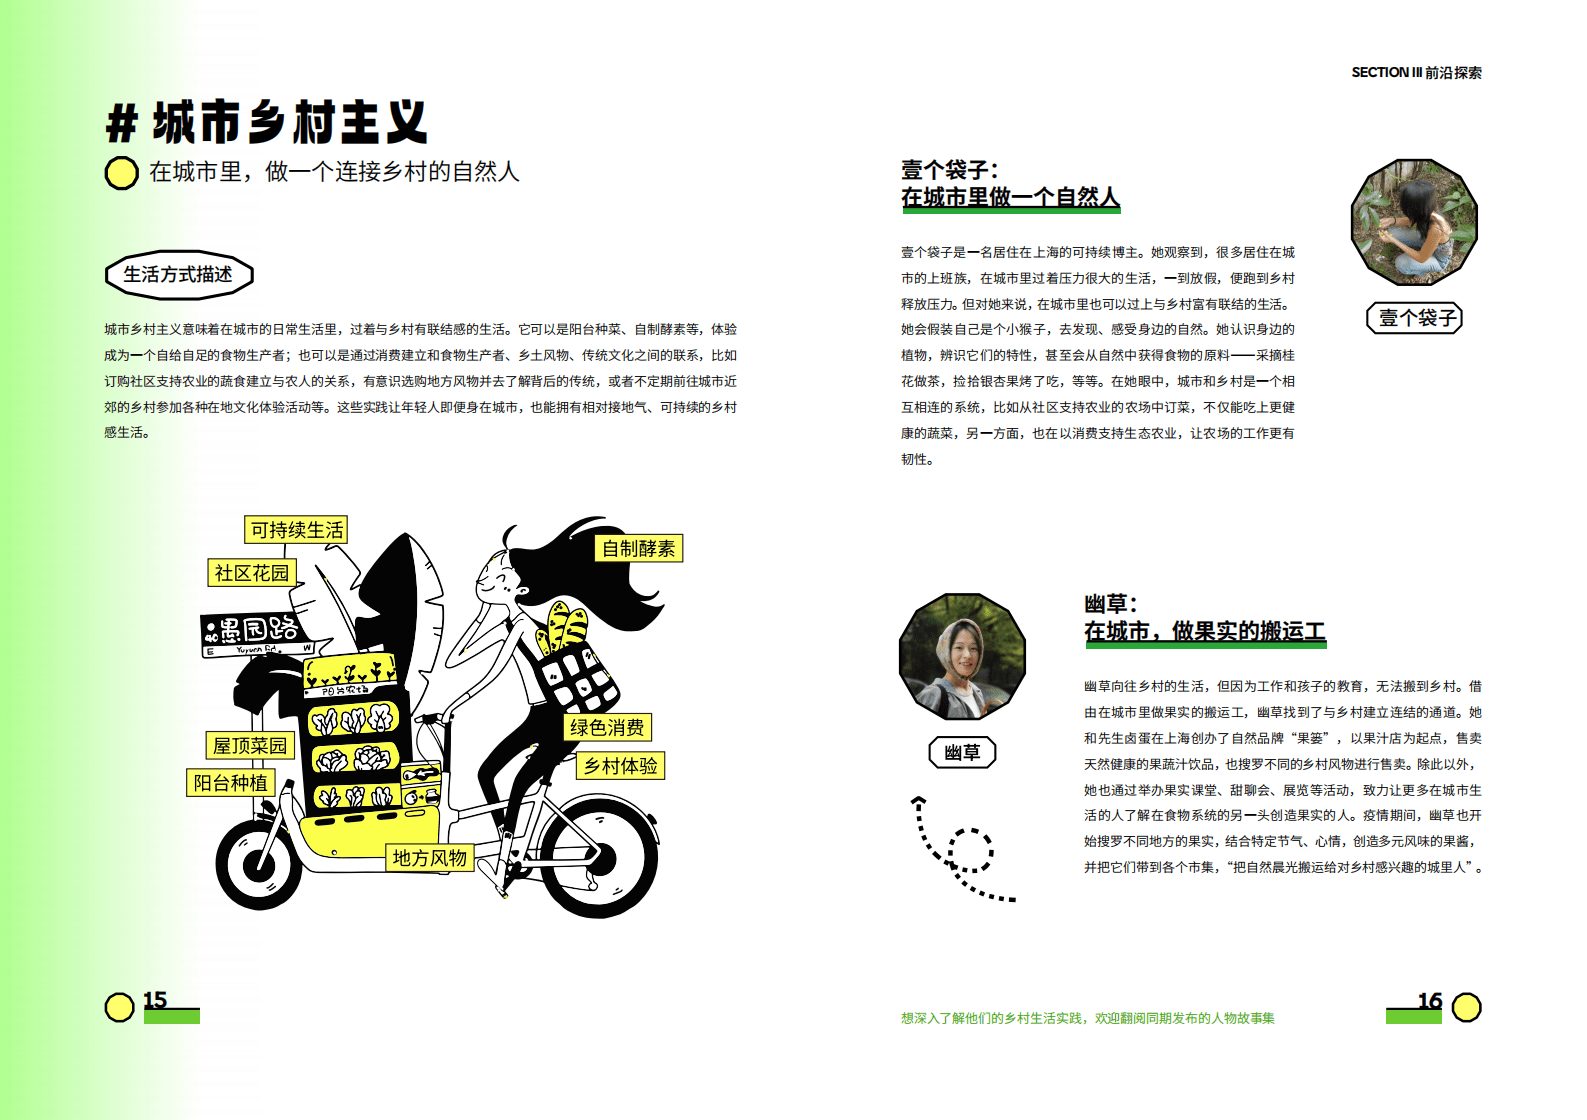 # 城市乡村主义
在城市里，做一个连接乡村的自然人
生活方式描述
城市乡村主义意味着在城市的日常生活里，过着与乡村有联结感的生活。它可以是阳台种菜、自制酵素等，体验
成为一个自给自足的食物生产者；也可以是通过消费建立和食物生产者、乡土风物、传统文化之间的联系，比如
订购社区支持农业的蔬食建立与农人的关系，有意识选购地方风物并去了解背后的传统，或者不定期前往城市近
郊的乡村参加各种在地文化体验活动等。这些实践让年轻人即便身在城市，也能拥有相对接地气、可持续的乡村
感生活。
可持续生活
社区花园
自制酵素
愚园路
E Yuyuan Rd. W
阳台农场
绿色消费
屋顶菜园
乡村体验
阳台种植
地方风物
15
SECTION III 前沿探索
壹个袋子：
在城市里做一个自然人
壹个袋子是一名居住在上海的可持续博主。她观察到，很多居住在城
市的上班族，在城市里过着压力很大的生活，一到放假，便跑到乡村
释放压力。但对她来说，在城市里也可以过上与乡村富有联结的生活。
她会假装自己是个小猴子，去发现、感受身边的自然。她认识身边的
植物，辨识它们的特性，甚至会从自然中获得食物的原料——采摘桂
花做茶，捡拾银杏果烤了吃，等等。在她眼中，城市和乡村是一个相
互相连的系统，比如从社区支持农业的农场中订菜，不仅能吃上更健
康的蔬菜，另一方面，也在以消费支持生态农业，让农场的工作更有
韧性。
壹个袋子
幽草：
在城市，做果实的搬运工
幽草向往乡村的生活，但因为工作和孩子的教育，无法搬到乡村。借
由在城市里做果实的搬运工，幽草找到了与乡村建立连结的通道。她
和先生卤蛋在上海创办了自然品牌“果篓”，以果汁店为起点，售卖
天然健康的果蔬汁饮品，也搜罗不同的乡村风物进行售卖。除此以外，
她也通过举办果实课堂、甜聊会、展览等活动，致力让更多在城市生
活的人了解在食物系统的另一头创造果实的人。疫情期间，幽草也开
始搜罗不同地方的果实，结合特定节气、心情，创造多元风味的果酱，
并把它们带到各个市集，“把自然晨光搬运给对乡村感兴趣的城里人”。
幽草
想深入了解他们的乡村生活实践，欢迎翻阅同期发布的人物故事集
16